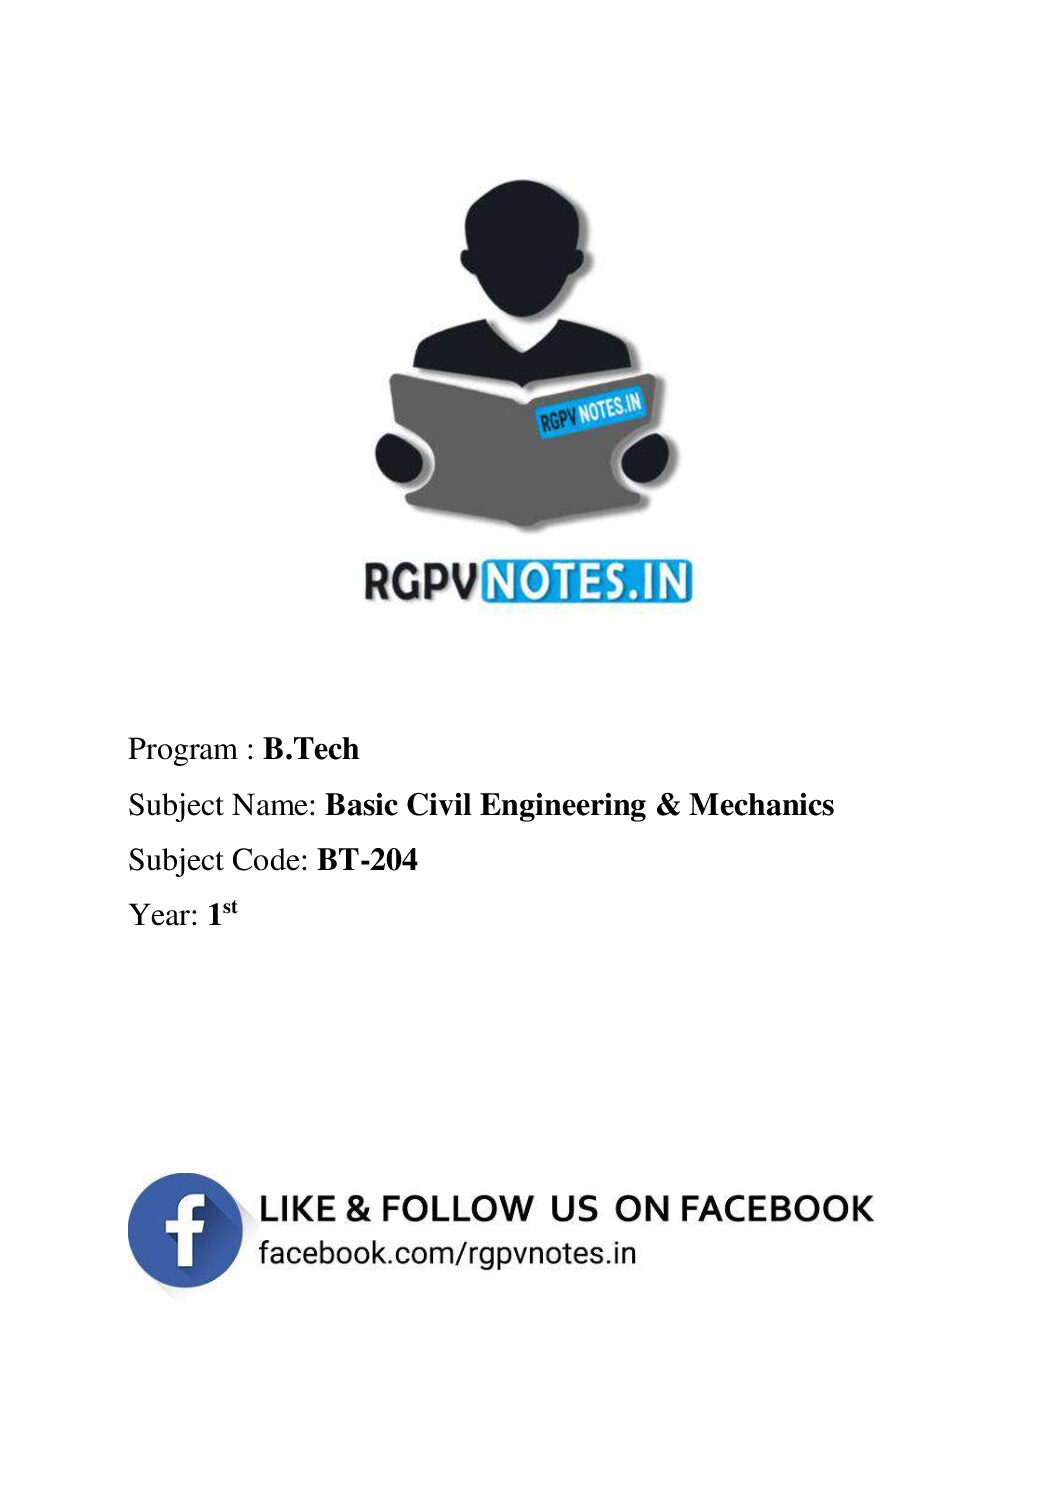 RGPV NOTES.IN
RGPVNOTES.IN
Program : B.Tech
Subject Name: Basic Civil Engineering & Mechanics
Subject Code: BT-204
Year: 1st
LIKE & FOLLOW US ON FACEBOOK
facebook.com/rgpvnotes.in